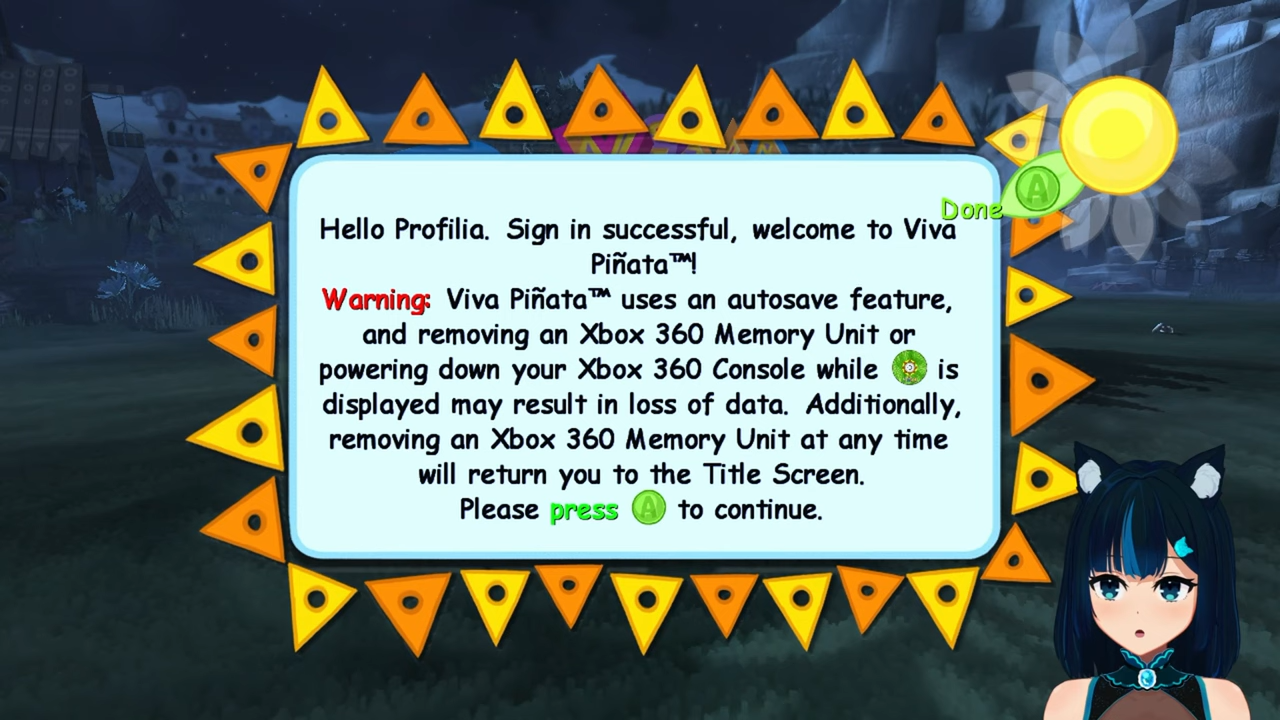 Done
Hello Profilia. Sign in successful, welcome to Viva
Piñata™!
Warning: Viva Piñata™ uses an autosave feature,
and removing an Xbox 360 Memory Unit or
powering down your Xbox 360 Console while is
displayed may result in loss of data. Additionally,
removing an Xbox 360 Memory Unit at any time
will return you to the Title Screen.
Please press A to continue.
A